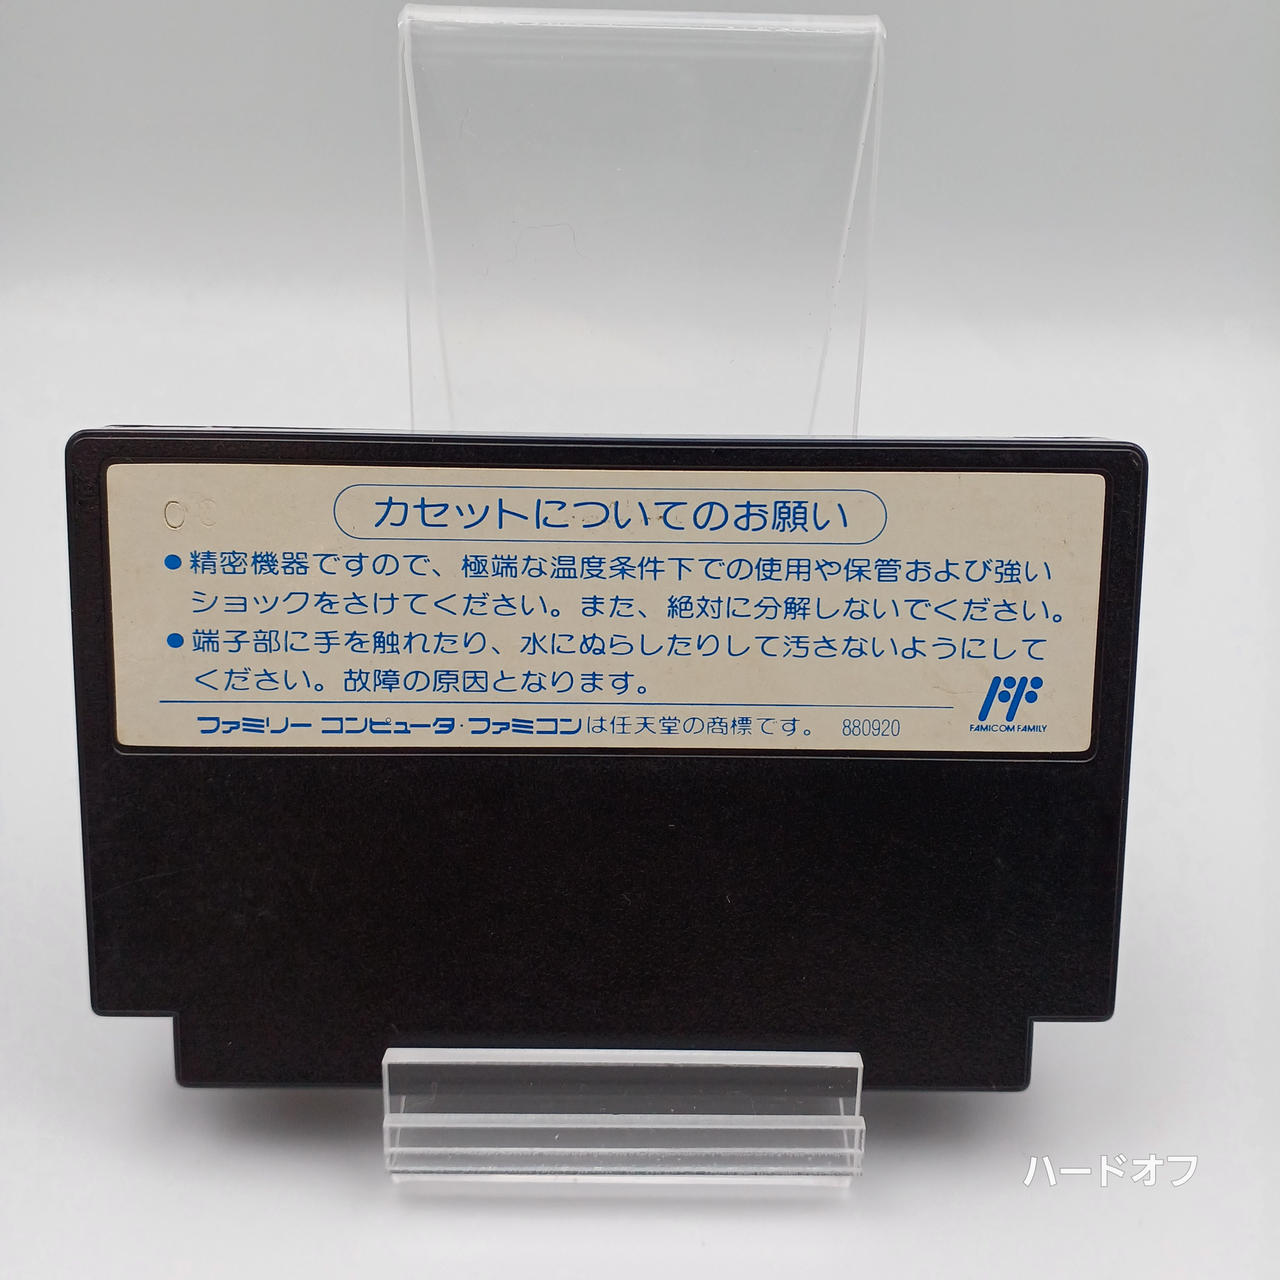 カセットについてのお願い
●精密機器ですので、極端な温度条件下での使用や保管および強い
ショックをさけてください。また、絶対に分解しないでください。
●端子部に手を触れたり、水にぬらしたりして汚さないようにして
ください。故障の原因となります。
ファミリーコンピュータ・ファミコンは任天堂の商標です。 880920
FAMICOM FAMILY
ハードオフ